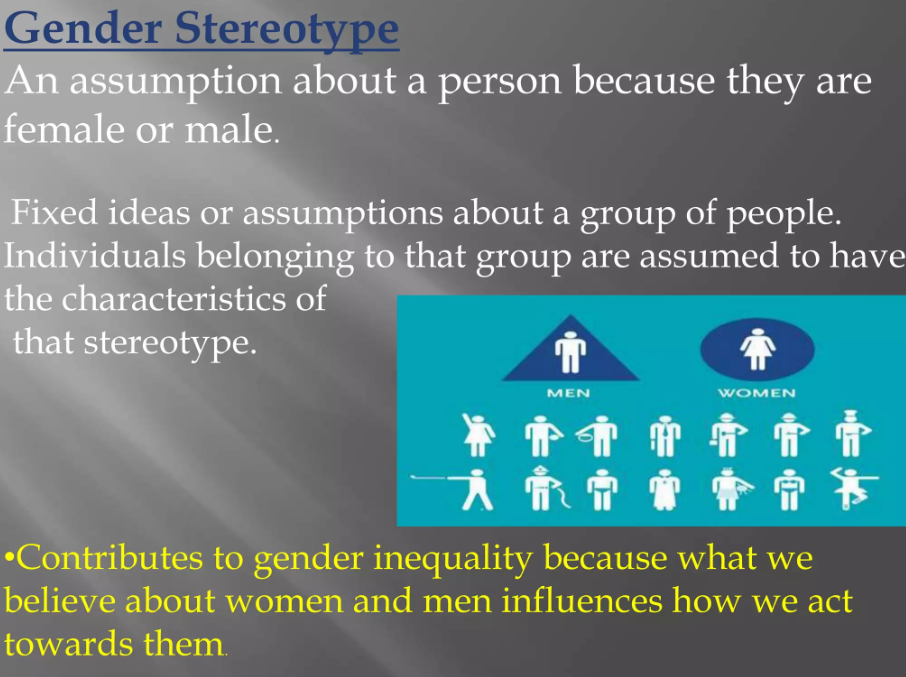 Gender Stereotype
An assumption about a person because they are
female or male.
Fixed ideas or assumptions about a group of people.
Individuals belonging to that group are assumed to have
the characteristics of
that stereotype.
MEN
WOMEN
•Contributes to gender inequality because what we
believe about women and men influences how we act
towards them.